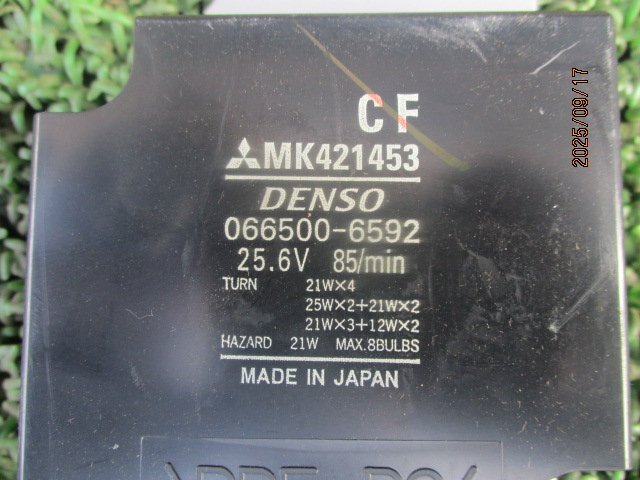 CF
MK421453
DENSO
066500-6592
25.6V 85/min
TURN 21W×4
25W×2+21W×2
21W×3+12W×2
HAZARD 21W MAX.8BULBS
MADE IN JAPAN
2025/09/17